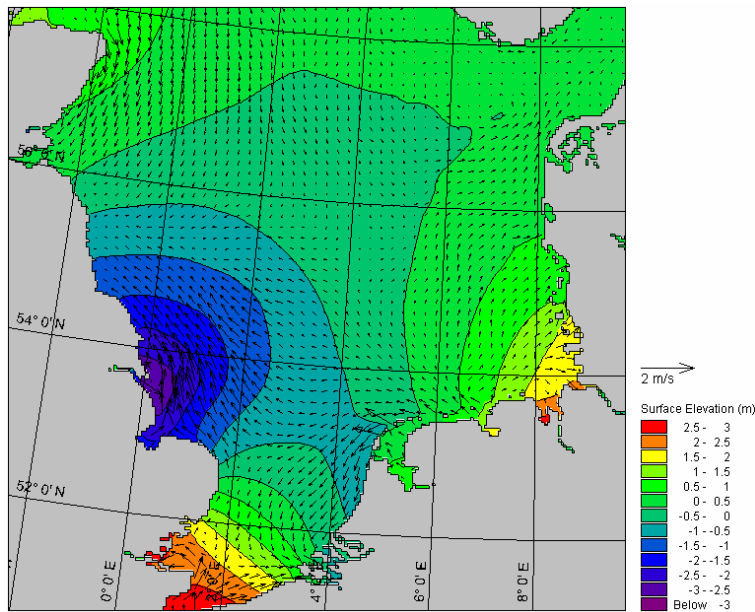 56° 0' N
54° 0' N
52° 0' N
0° 0' E
2° 0' E
4° 0' E
6° 0' E
8° 0' E
2 m/s
Surface Elevation (m)
2.5 - 3
2 - 2.5
1.5 - 2
1 - 1.5
0.5 - 1
0 - 0.5
-0.5 - 0
-1 - -0.5
-1.5 - -1
-2 - -1.5
-2.5 - -2
-3 - -2.5
Below -3